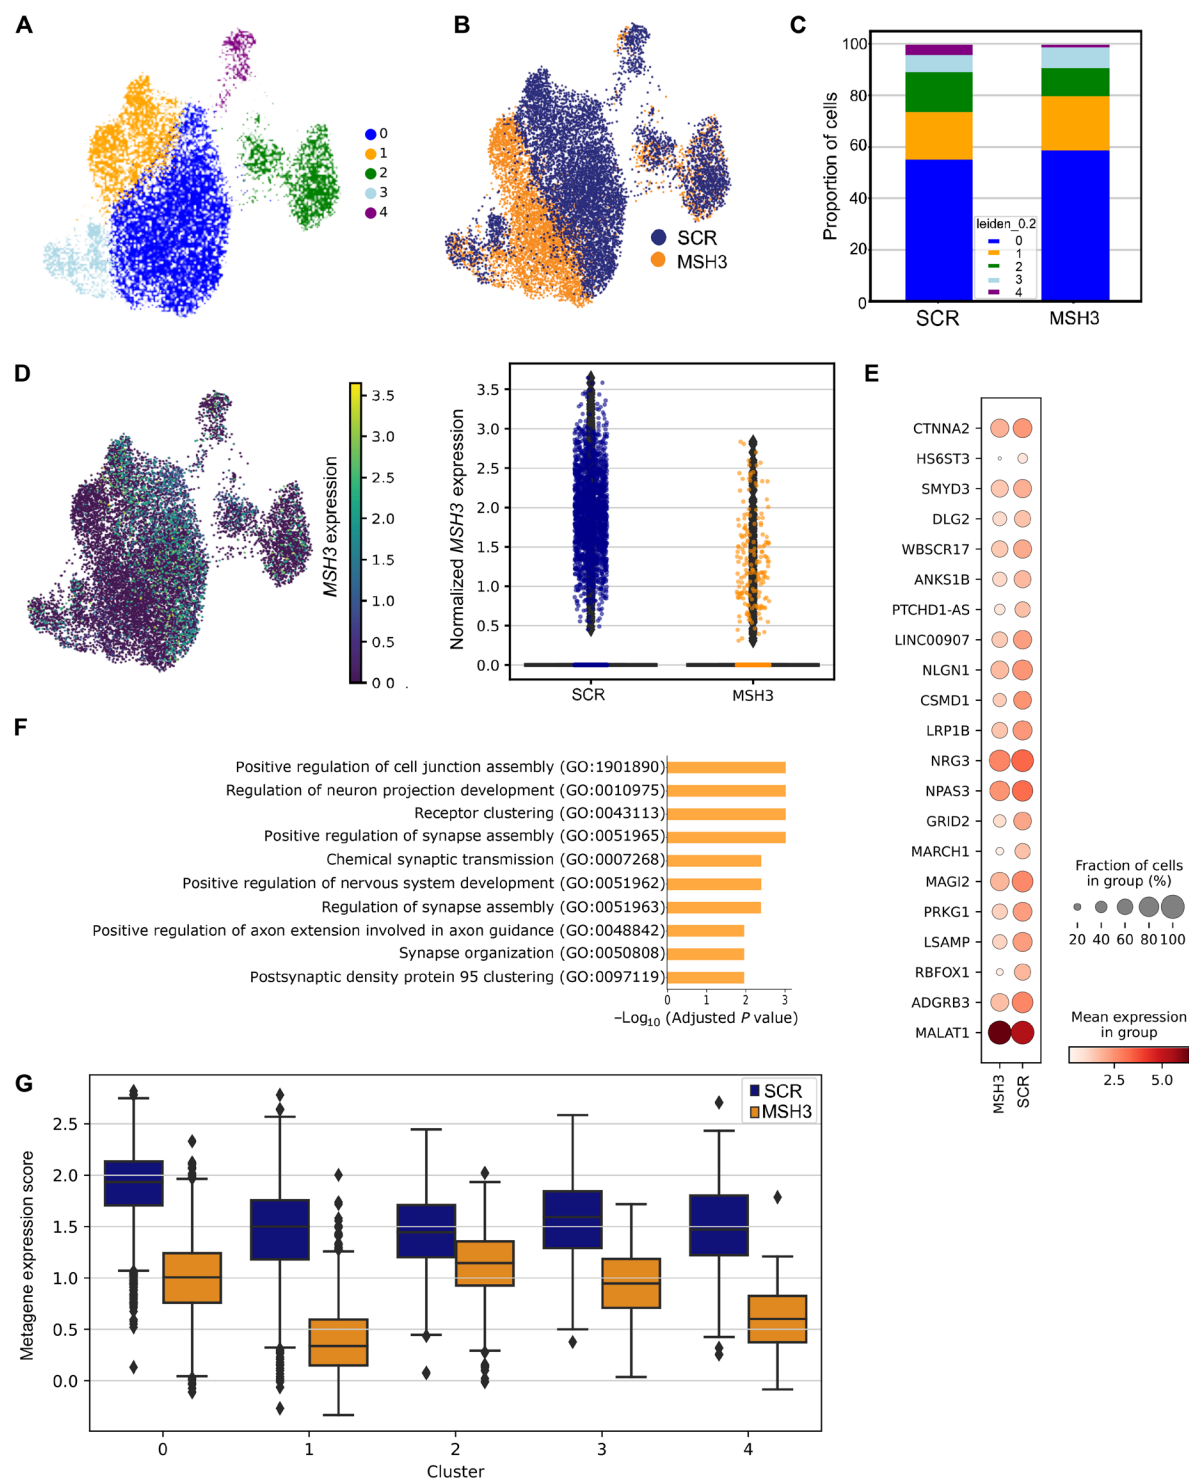 A
0
1
2
3
4
B
SCR
MSH3
C
Proportion of cells
100
80
60
40
20
0
leiden_0.2
0
1
2
3
4
SCR
MSH3
D
3.5
3.0
2.5
2.0
1.5
1.0
0.5
0 0
MSH3 expression
Normalized MSH3 expression
3.5
3.0
2.5
2.0
1.5
1.0
0.5
0.0
SCR
MSH3
E
CTNNA2
HS6ST3
SMYD3
DLG2
WBSCR17
ANKS1B
PTCHD1-AS
LINC00907
NLGN1
CSMD1
LRP1B
NRG3
NPAS3
GRID2
MARCH1
MAGI2
PRKG1
LSAMP
RBFOX1
ADGRB3
MALAT1
MSH3
SCR
Fraction of cells
in group (%)
20 40 60 80 100
Mean expression
in group
2.5 5.0
F
Positive regulation of cell junction assembly (GO:1901890)
Regulation of neuron projection development (GO:0010975)
Receptor clustering (GO:0043113)
Positive regulation of synapse assembly (GO:0051965)
Chemical synaptic transmission (GO:0007268)
Positive regulation of nervous system development (GO:0051962)
Regulation of synapse assembly (GO:0051963)
Positive regulation of axon extension involved in axon guidance (GO:0048842)
Synapse organization (GO:0050808)
Postsynaptic density protein 95 clustering (GO:0097119)
0 1 2 3
–Log10 (Adjusted P value)
G
Metagene expression score
2.5
2.0
1.5
1.0
0.5
0.0
SCR
MSH3
0 1 2 3 4
Cluster